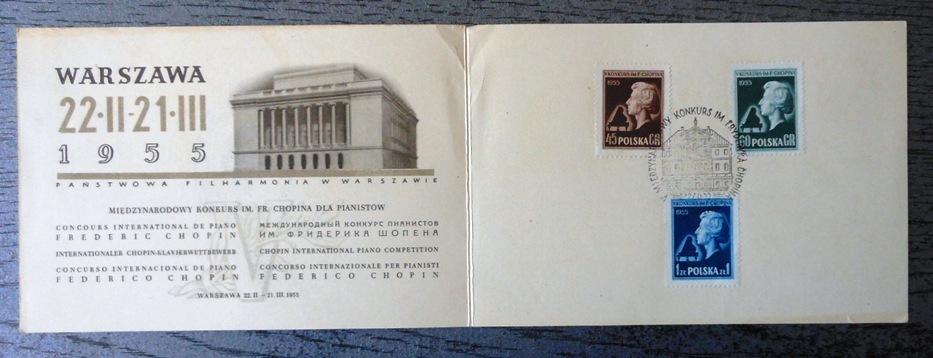 WARSZAWA
22·II-21·III
1955
PAŃSTWOWA FILHARMONIA W WARSZAWIE
MIĘDZYNARODOWY KONKURS IM. FR. CHOPINA DLA PIANISTÓW
CONCOURS INTERNATIONAL DE PIANO
FREDERIC CHOPIN
МЕЖДУНАРОДНЫЙ КОНКУРС ПИАНИСТОВ
ИМ. ФРИДЕРИКА ШОПЕНА
INTERNATIONALER CHOPIN-KLAVIERWETTBEWERB
CHOPIN INTERNATIONAL PIANO COMPETITION
CONCURSO INTERNACIONAL DE PIANO
FEDERICO CHOPIN
CONCORSO INTERNAZIONALE PER PIANISTI
FEDERICO CHOPIN
WARSZAWA 22.II – 21.III.1955
V KONKURS IM. F. CHOPINA
1955
45 POLSKA GR
V KONKURS IM. F. CHOPINA
1955
60 POLSKA GR
V MIĘDZYNARODOWY KONKURS IM. FRYDERYKA CHOPINA
V KONKURS IM. F. CHOPINA
1955
1 ZŁ POLSKA ZŁ 1